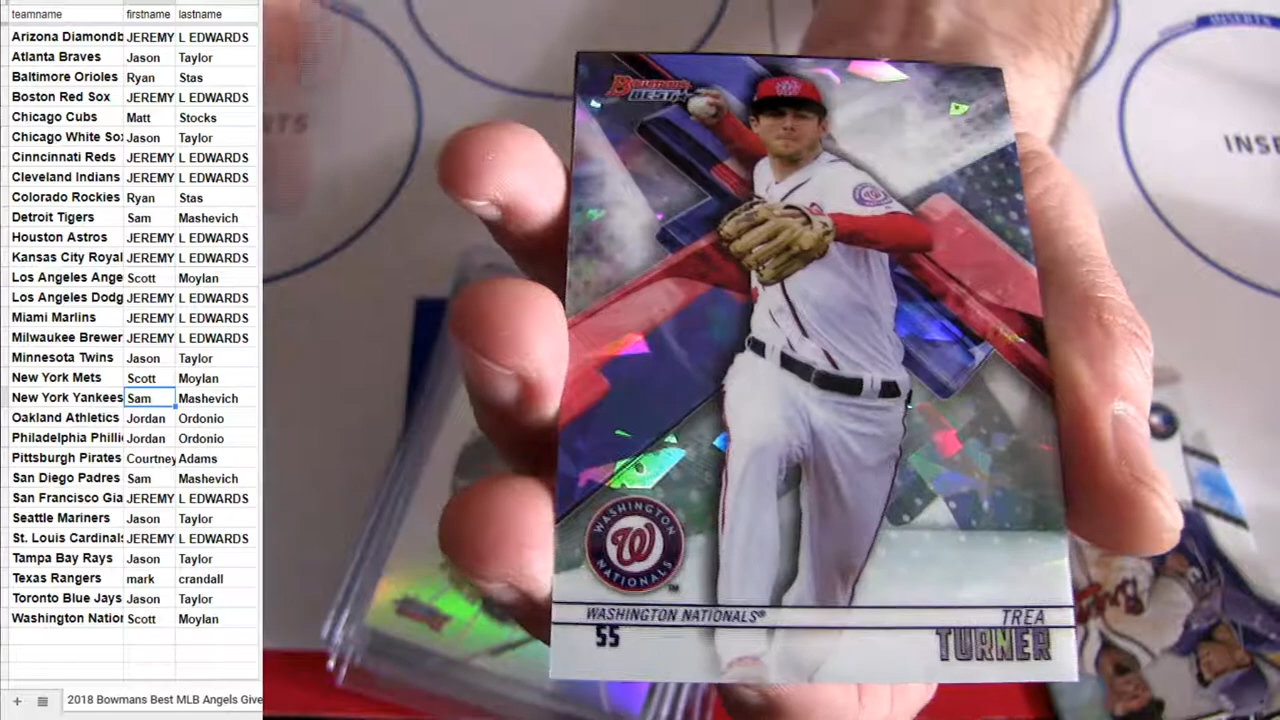 teamname firstname lastname
Arizona Diamondb JEREMY L EDWARDS
Atlanta Braves Jason Taylor
Baltimore Orioles Ryan Stas
Boston Red Sox JEREMY L EDWARDS
Chicago Cubs Matt Stocks
Chicago White Sox Jason Taylor
Cinncinnati Reds JEREMY L EDWARDS
Cleveland Indians JEREMY L EDWARDS
Colorado Rockies Ryan Stas
Detroit Tigers Sam Mashevich
Houston Astros JEREMY L EDWARDS
Kansas City Royal JEREMY L EDWARDS
Los Angeles Ange Scott Moylan
Los Angeles Dodg JEREMY L EDWARDS
Miami Marlins JEREMY L EDWARDS
Milwaukee Brewer JEREMY L EDWARDS
Minnesota Twins Jason Taylor
New York Mets Scott Moylan
New York Yankees Sam Mashevich
Oakland Athletics Jordan Ordonio
Philadelphia Philli Jordan Ordonio
Pittsburgh Pirates Courtney Adams
San Diego Padres Sam Mashevich
San Francisco Gia JEREMY L EDWARDS
Seattle Mariners Jason Taylor
St. Louis Cardinals JEREMY L EDWARDS
Tampa Bay Rays Jason Taylor
Texas Rangers mark crandall
Toronto Blue Jays Jason Taylor
Washington Nation Scott Moylan
2018 Bowmans Best MLB Angels Give
INSERTS
INSE
BOWMAN'S
BEST
WASHINGTON
W
NATIONALS
TM
WASHINGTON NATIONALS®
SS
TREA
TURNER